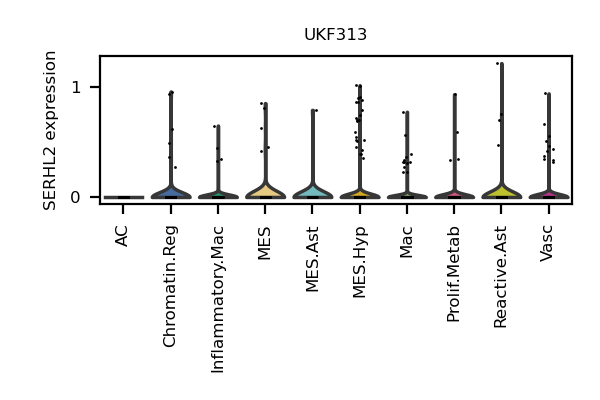 UKF313
SERHL2 expression
1
0
AC
Chromatin.Reg
Inflammatory.Mac
MES
MES.Ast
MES.Hyp
Mac
Prolif.Metab
Reactive.Ast
Vasc